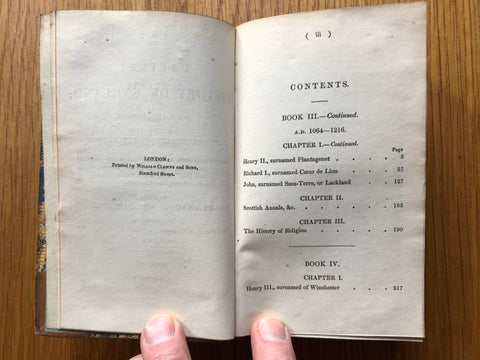 LONDON:
Printed by WILLIAM CLOWES and SONS,
Stamford Street.
( iii )
CONTENTS.
BOOK III.—Continued.
A.D. 1064—1216.
CHAPTER I.—Continued.
Page
Henry II., surnamed Plantagenet . . . . 5
Richard I., surnamed Cœur de Lion . . . 57
John, surnamed Sans-Terre, or Lackland . . 127
CHAPTER II.
Scottish Annals, &c. . . . . . . 165
CHAPTER III.
The History of Religion . . . . . 190
BOOK IV.
CHAPTER I.
Henry III., surnamed of Winchester . . . . 217